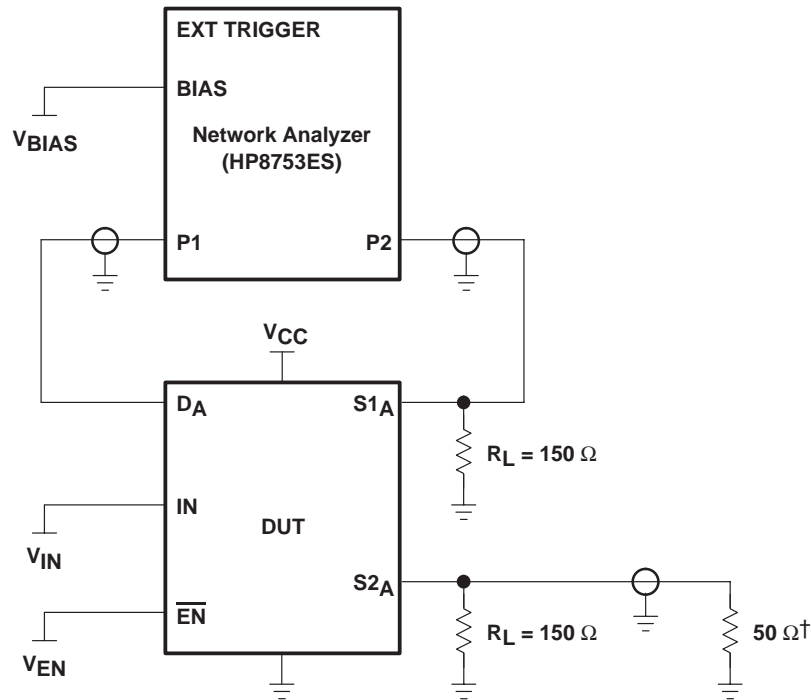 EXT TRIGGER
BIAS
VBIAS
Network Analyzer
(HP8753ES)
P1
P2
VCC
DA
S1A
RL = 150 Ω
IN
DUT
VIN
S2A
EN
RL = 150 Ω
50 Ω†
VEN